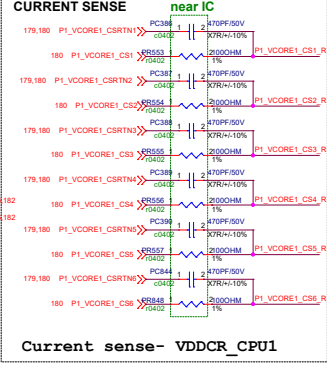 CURRENT SENSE near IC
PC386 470PF/50V
179,180 P1_VCORE1_CSRTN1 1 2
c0402 X7R/+/-10%
180 P1_VCORE1_CS1 PR553 1 2 100OHM P1_VCORE1_CS1_R
r0402 1%
PC387 470PF/50V
179,180 P1_VCORE1_CSRTN2 1 2
c0402 X7R/+/-10%
180 P1_VCORE1_CS2 PR554 1 2 100OHM P1_VCORE1_CS2_R
r0402 1%
PC388 470PF/50V
179,180 P1_VCORE1_CSRTN3 1 2
c0402 X7R/+/-10%
180 P1_VCORE1_CS3 PR555 1 2 100OHM P1_VCORE1_CS3_R
r0402 1%
PC389 470PF/50V
179,180 P1_VCORE1_CSRTN4 1 2
c0402 X7R/+/-10%
180 P1_VCORE1_CS4 PR556 1 2 100OHM P1_VCORE1_CS4_R
,182
r0402 1%
,182
PC390 470PF/50V
179,180 P1_VCORE1_CSRTN5 1 2
c0402 X7R/+/-10%
180 P1_VCORE1_CS5 PR557 1 2 100OHM P1_VCORE1_CS5_R
r0402 1%
PC844 470PF/50V
179,180 P1_VCORE1_CSRTN6 1 2
c0402 X7R/+/-10%
180 P1_VCORE1_CS6 PR848 1 2 100OHM P1_VCORE1_CS6_R
r0402 1%
Current sense- VDDCR_CPU1